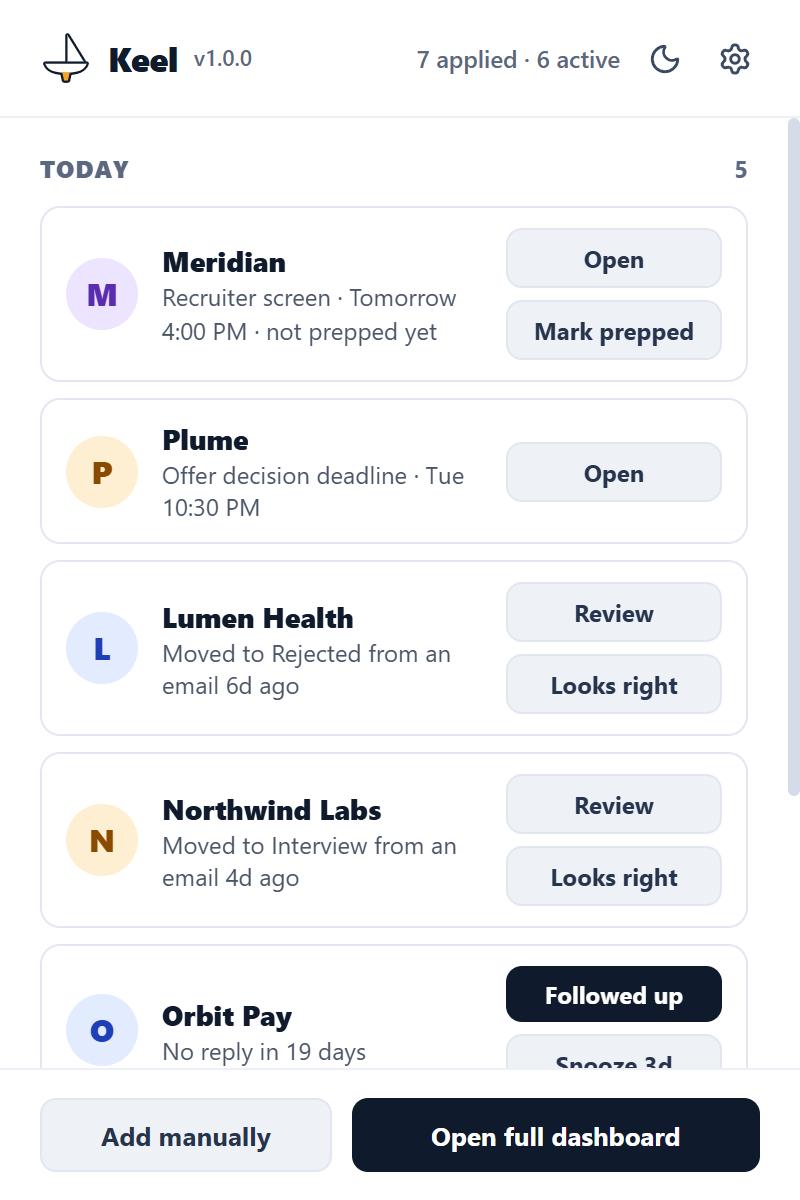 Keel v1.0.0 7 applied · 6 active
TODAY 5
M
Meridian
Recruiter screen · Tomorrow
4:00 PM · not prepped yet
Open
Mark prepped
P
Plume
Offer decision deadline · Tue
10:30 PM
Open
L
Lumen Health
Moved to Rejected from an
email 6d ago
Review
Looks right
N
Northwind Labs
Moved to Interview from an
email 4d ago
Review
Looks right
O
Orbit Pay
No reply in 19 days
Followed up
Snooze 3d
Add manually
Open full dashboard